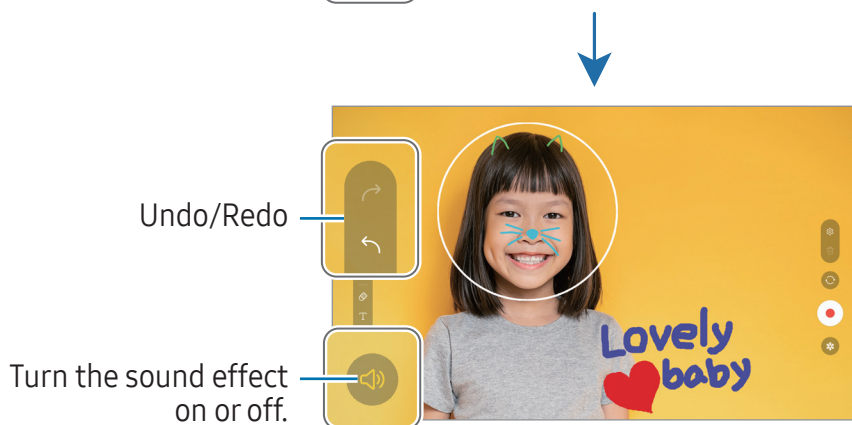 Undo/Redo
T
Turn the sound effect
on or off.
Lovely
baby